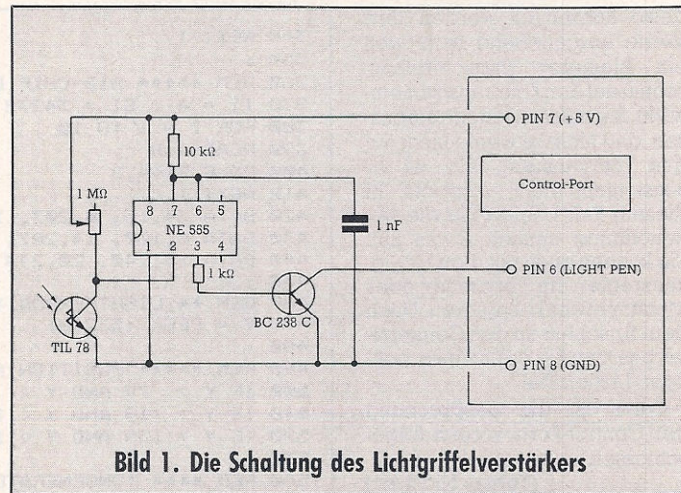 PIN 7 (+5 V)
10 kΩ
Control-Port
1 MΩ
8 7 6 5
NE 555
1 2 3 4
1 nF
1 kΩ
PIN 6 (LIGHT PEN)
BC 238 C
TIL 78
PIN 8 (GND)
Bild 1. Die Schaltung des Lichtgriffelverstärkers